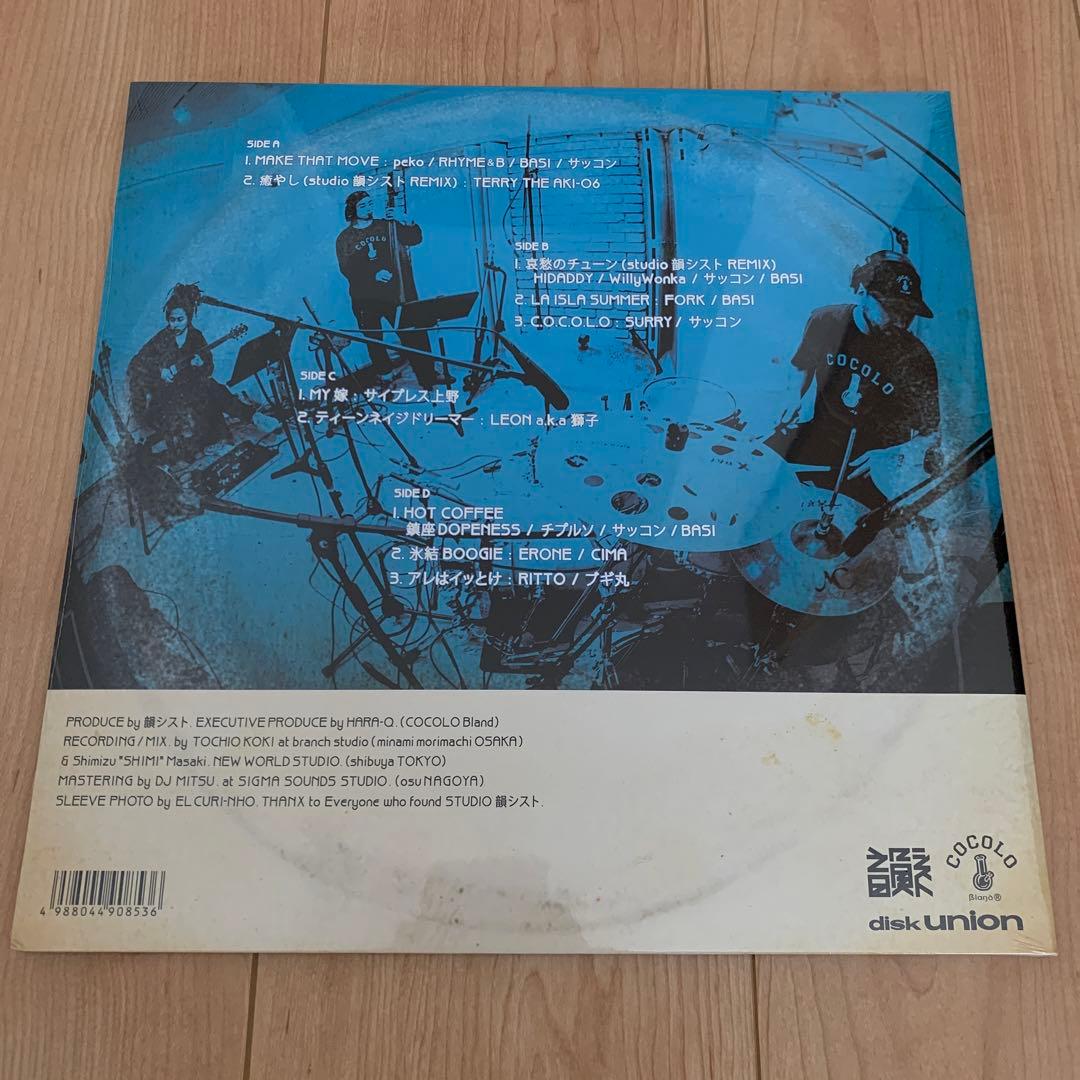 SIDE A
1. MAKE THAT MOVE : peko / RHYME&B / BASI / サッコン
2. 癒やし (studio 韻シスト REMIX) : TERRY THE AKI-06
COCOLO
SIDE B
1. 哀愁のチューン (studio 韻シスト REMIX)
HIDADDY / WillyWonka / サッコン / BASI
2. LA ISLA SUMMER : FORK / BASI
3. C.O.C.O.L.O : SURRY / サッコン
COCOLO
SIDE C
1. MY 嫁 : サイプレス上野
2. ティーンネイジドリーマー : LEON a.k.a 獅子
SIDE D
1. HOT COFFEE
鎮座DOPENESS / チプルソ / サッコン / BASI
2. 氷結 BOOGIE : ERONE / CIMA
3. アレはイッとけ : RITTO / ブギ丸
PRODUCE by 韻シスト. EXECUTIVE PRODUCE by HARA-Q. (COCOLO Bland)
RECORDING / MIX. by TOCHIO KOKI at branch studio (minami morimachi OSAKA)
& Shimizu "SHIMI" Masaki. NEW WORLD STUDIO. (shibuya TOKYO)
MASTERING by DJ MITSU. at SIGMA SOUNDS STUDIO. (osu NAGOYA)
SLEEVE PHOTO by EL.CURI-NHO. THANX to Everyone who found STUDIO 韻シスト.
4 988044 908536
韻シスト
COCOLO
Bland®
disk union